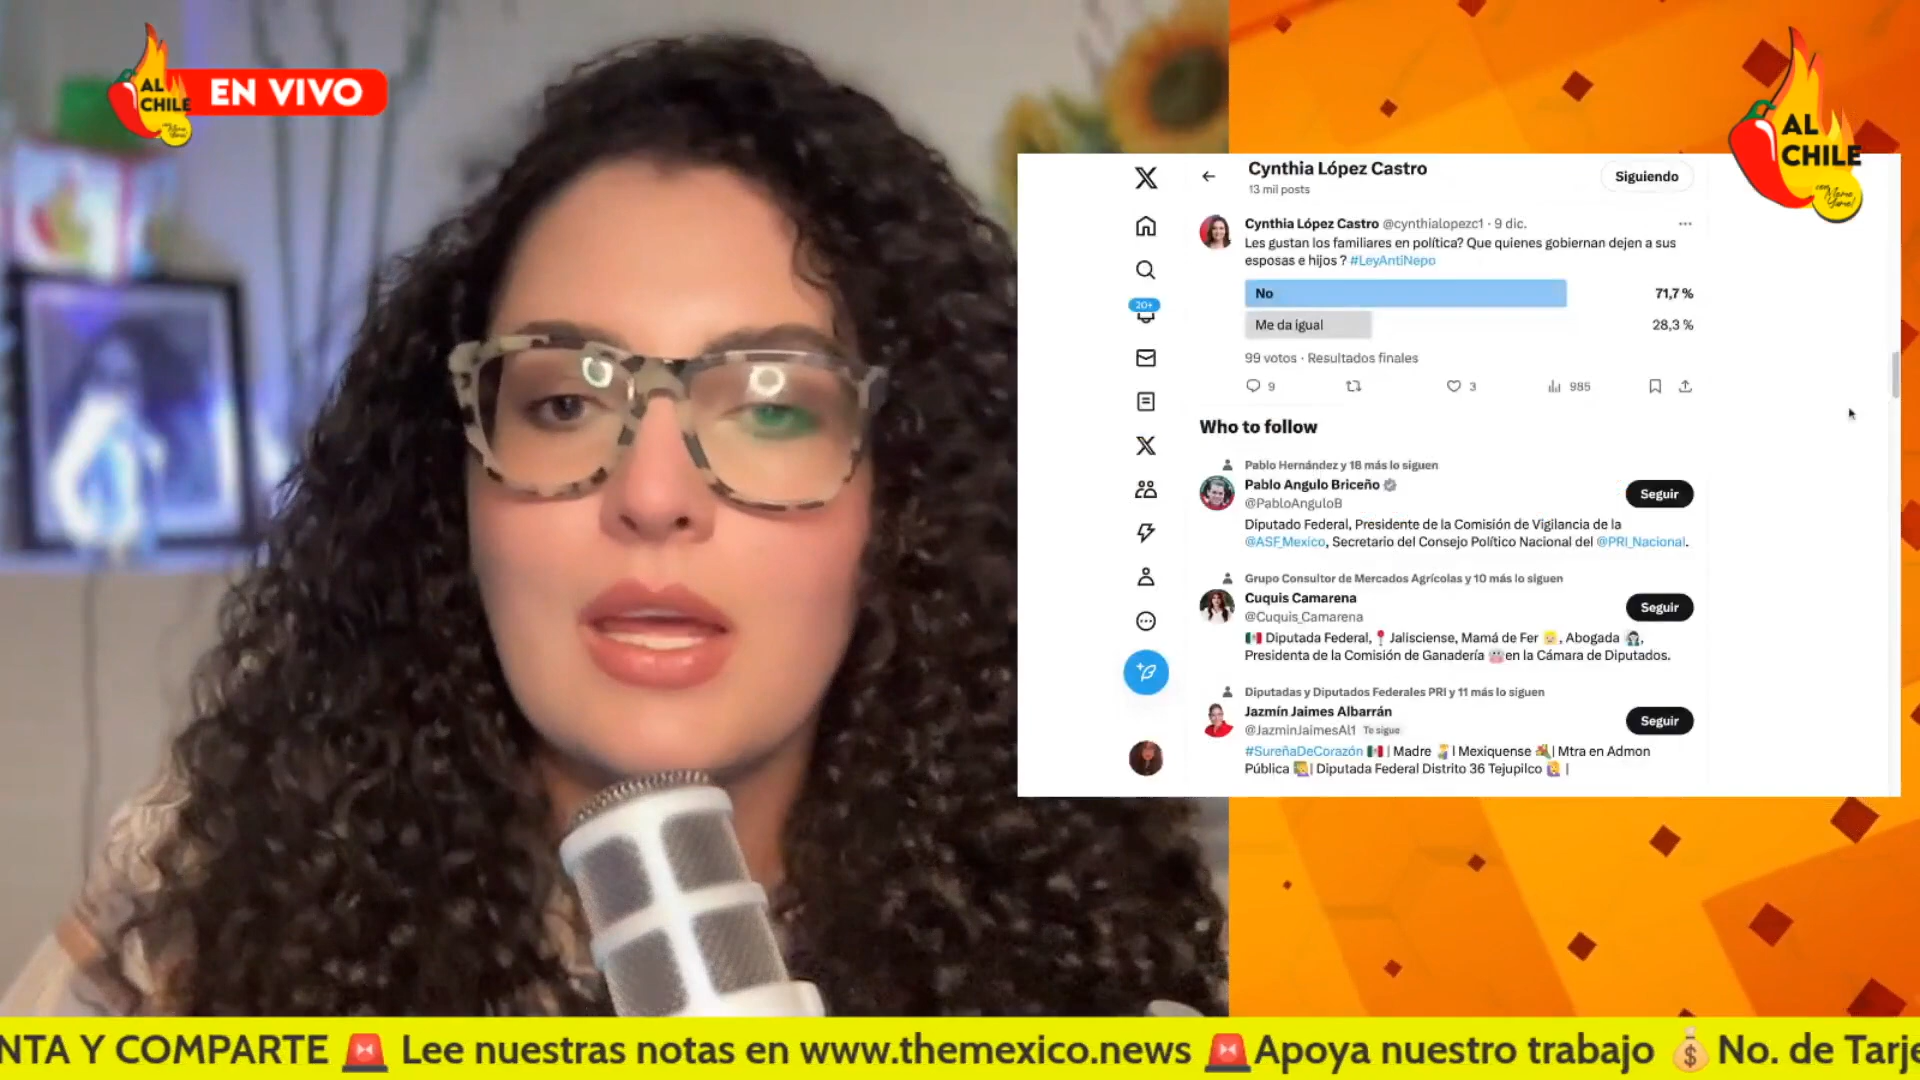 AL
CHILE
EN VIVO
AL
CHILE
Cynthia López Castro
13 mil posts
Siguiendo
Cynthia López Castro @cynthialopezc1 · 9 dic.
Les gustan los familiares en política? Que quienes gobiernan dejen a sus
esposas e hijos ? #LeyAntiNepo
No 71,7 %
Me da igual 28,3 %
99 votos · Resultados finales
9 3 985
20+
Who to follow
Pablo Hernández y 18 más lo siguen
Pablo Angulo Briceño
@PabloAnguloB
Seguir
Diputado Federal, Presidente de la Comisión de Vigilancia de la
@ASF_Mexico, Secretario del Consejo Político Nacional del @PRI_Nacional.
Grupo Consultor de Mercados Agrícolas y 10 más lo siguen
Cuquis Camarena
@Cuquis_Camarena
Seguir
🇲🇽 Diputada Federal, 📍 Jalisciense, Mamá de Fer 👱, Abogada 👩🏻‍⚖️,
Presidenta de la Comisión de Ganadería 🐮 en la Cámara de Diputados.
Diputadas y Diputados Federales PRI y 11 más lo siguen
Jazmín Jaimes Albarrán
@JazminJaimesAl1 Te sigue
Seguir
#SureñaDeCorazón 🇲🇽 | Madre | Mexiquense | Mtra en Admon
Pública | Diputada Federal Distrito 36 Tejupilco |
NTA Y COMPARTE 🚨 Lee nuestras notas en www.themexico.news 🚨 Apoya nuestro trabajo 💰 No. de Tarje